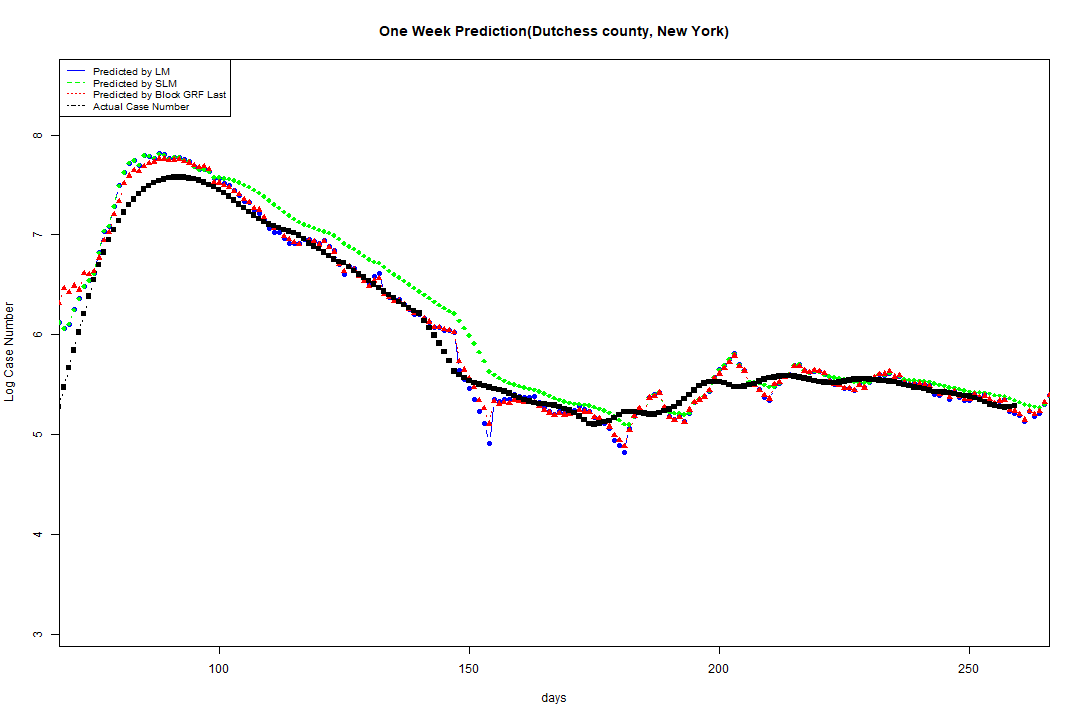 One Week Prediction(Dutchess county, New York)
Predicted by LM
Predicted by SLM
Predicted by Block GRF Last
Actual Case Number
8
7
6
5
4
3
Log Case Number
100 150 200 250
days